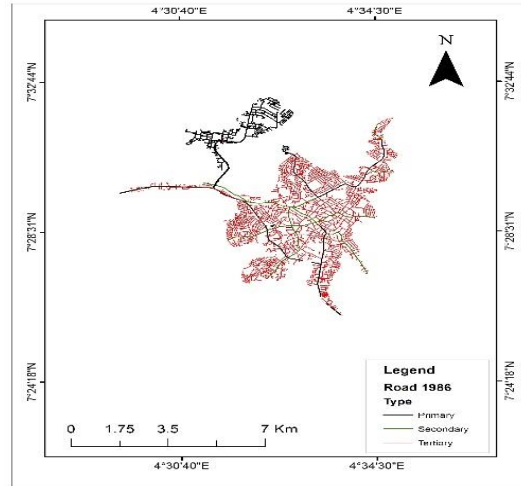 4°30'40"E 4°34'30"E
N
7°32'44"N 7°32'44"N
7°28'31"N 7°28'31"N
7°24'18"N 7°24'18"N
Legend
Road 1986
Type
Primary
Secondary
Tertiary
0 1.75 3.5 7 Km
4°30'40"E 4°34'30"E